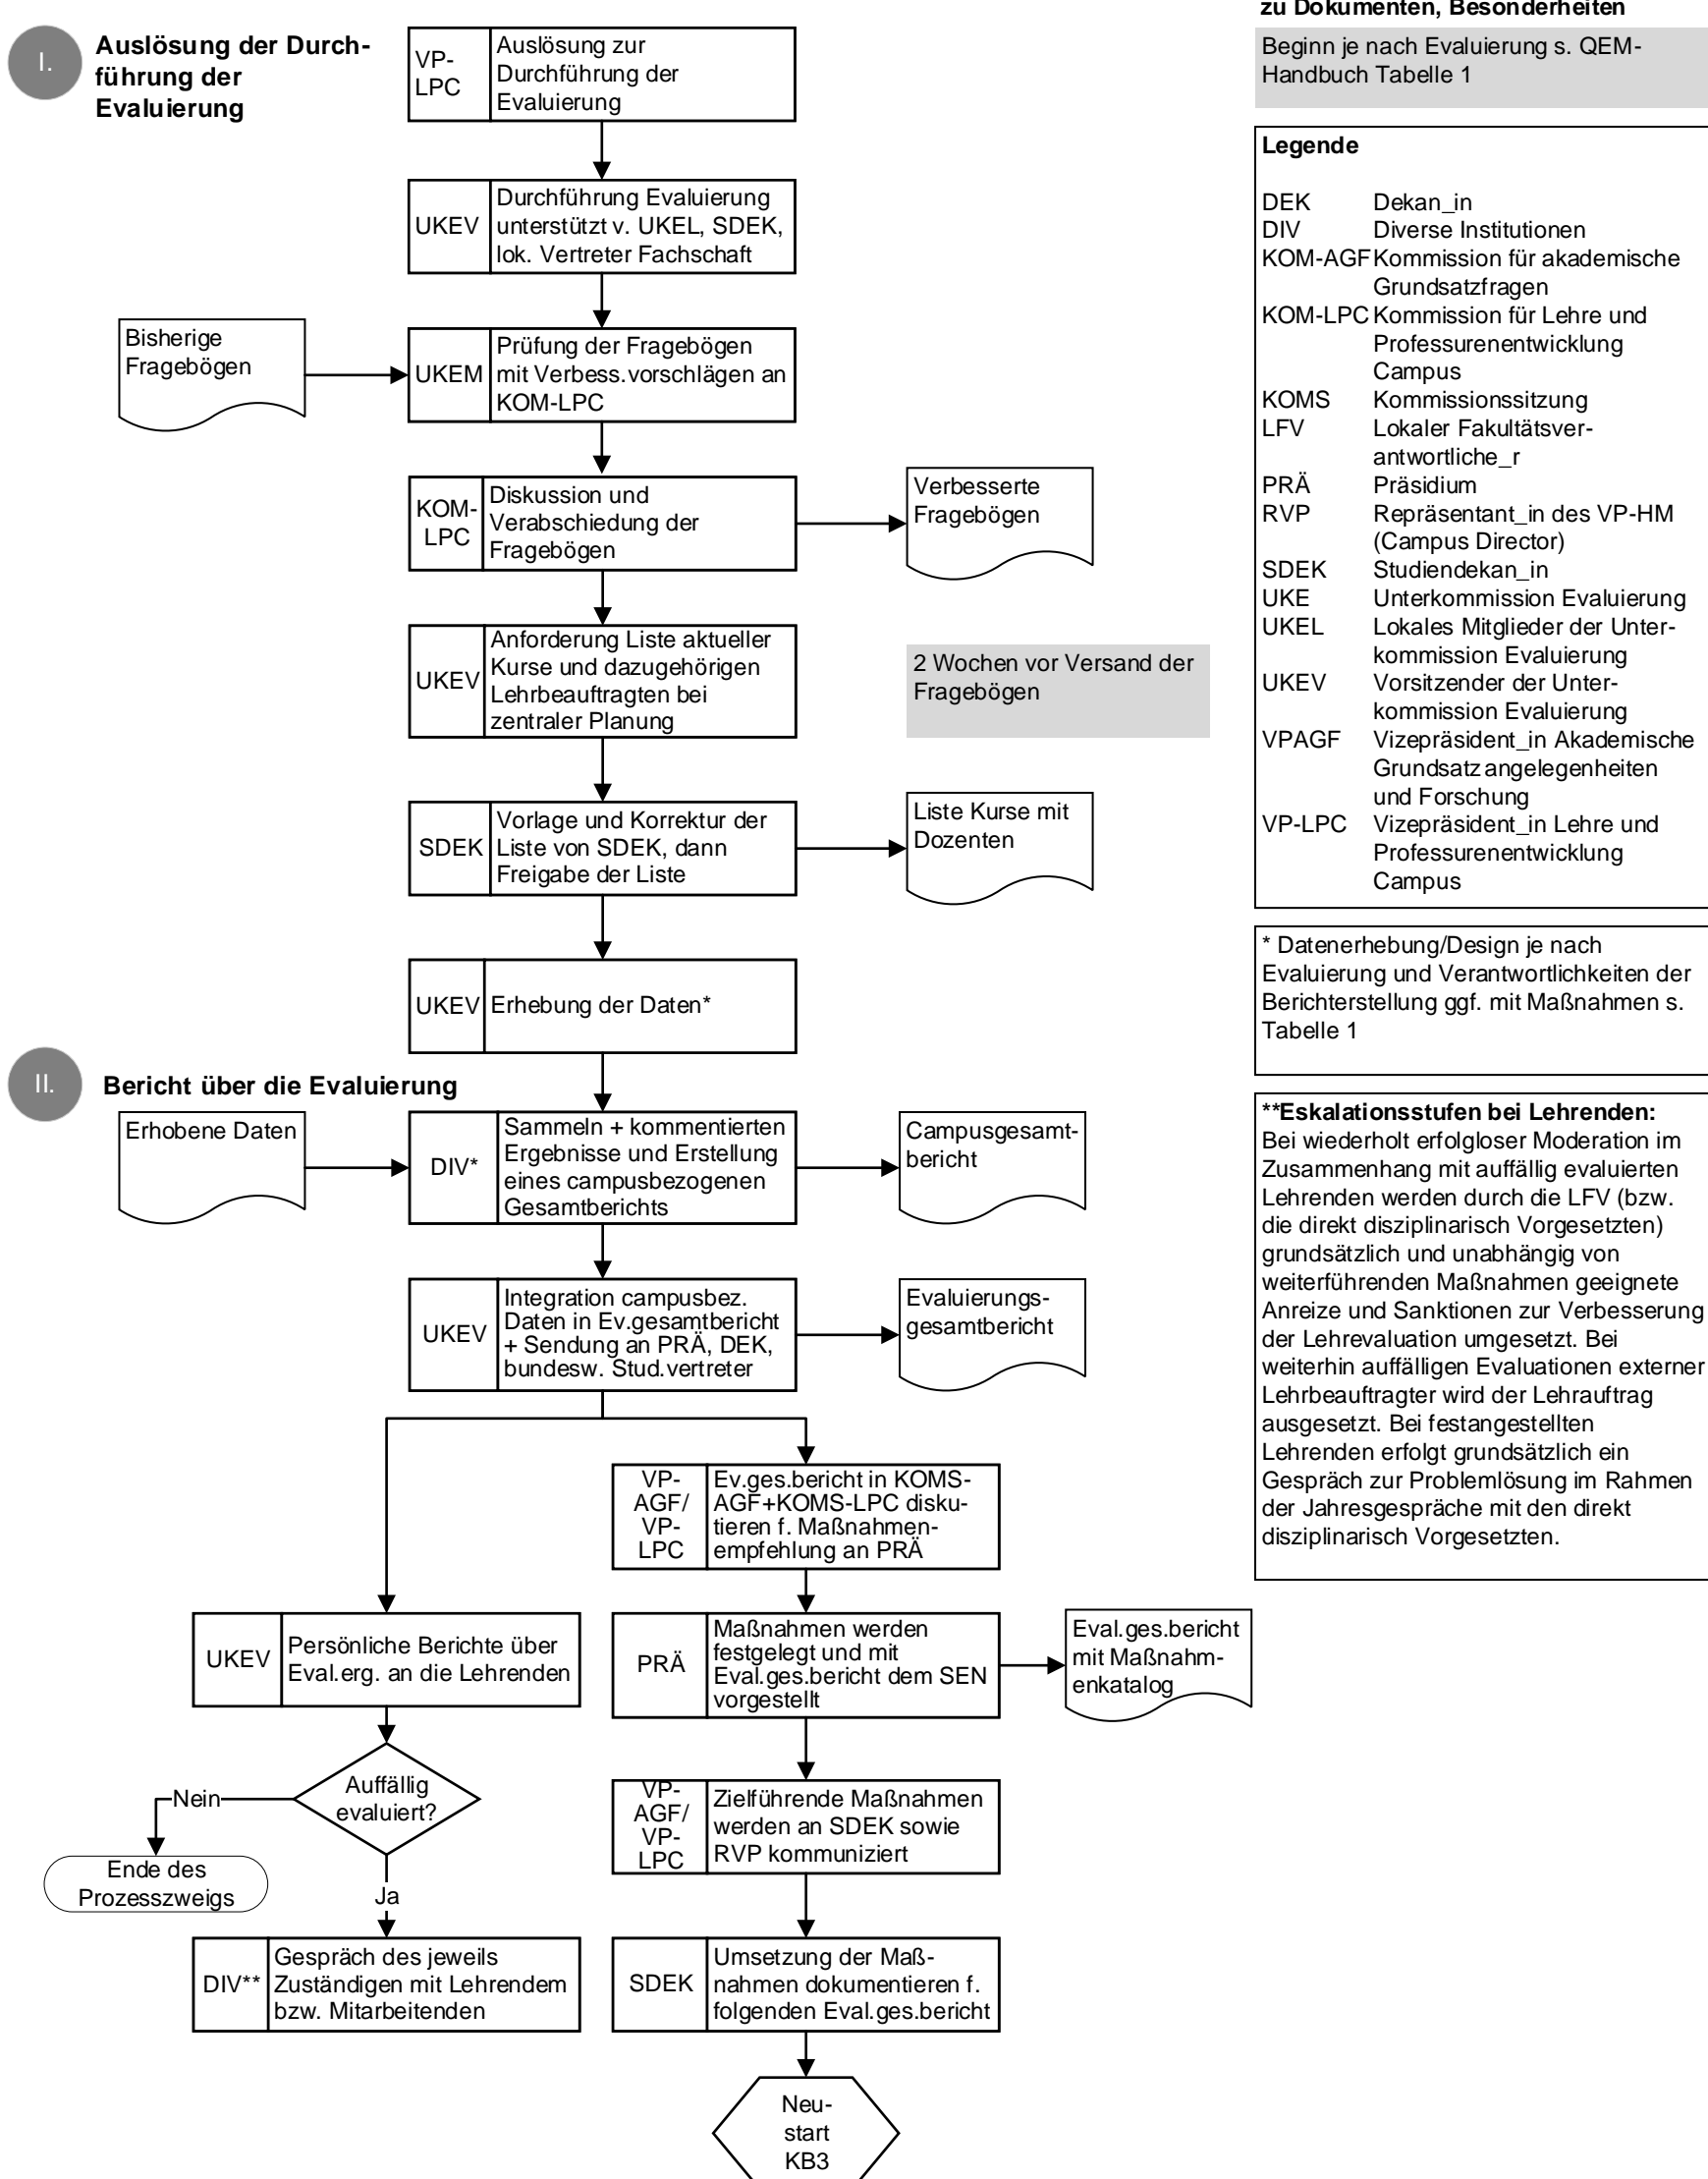 zu Dokumenten, Besonderheiten
I.
Auslösung der Durch-
führung der
Evaluierung
VP-
LPC
Auslösung zur
Durchführung der
Evaluierung
Beginn je nach Evaluierung s. QEM-
Handbuch Tabelle 1
UKEV
Durchführung Evaluierung
unterstützt v. UKEL, SDEK,
lok. Vertreter Fachschaft
Bisherige
Fragebögen
UKEM
Prüfung der Fragebögen
mit Verbess.vorschlägen an
KOM-LPC
KOM-
LPC
Diskussion und
Verabschiedung der
Fragebögen
Verbesserte
Fragebögen
UKEV
Anforderung Liste aktueller
Kurse und dazugehörigen
Lehrbeauftragten bei
zentraler Planung
2 Wochen vor Versand der
Fragebögen
SDEK
Vorlage und Korrektur der
Liste von SDEK, dann
Freigabe der Liste
Liste Kurse mit
Dozenten
UKEV
Erhebung der Daten*
Legende
DEK Dekan_in
DIV Diverse Institutionen
KOM-AGF Kommission für akademische
Grundsatzfragen
KOM-LPC Kommission für Lehre und
Professurenentwicklung
Campus
KOMS Kommissionssitzung
LFV Lokaler Fakultätsver-
antwortliche_r
PRÄ Präsidium
RVP Repräsentant_in des VP-HM
(Campus Director)
SDEK Studiendekan_in
UKE Unterkommission Evaluierung
UKEL Lokales Mitglieder der Unter-
kommission Evaluierung
UKEV Vorsitzender der Unter-
kommission Evaluierung
VPAGF Vizepräsident_in Akademische
Grundsatzangelegenheiten
und Forschung
VP-LPC Vizepräsident_in Lehre und
Professurenentwicklung
Campus
* Datenerhebung/Design je nach
Evaluierung und Verantwortlichkeiten der
Berichterstellung ggf. mit Maßnahmen s.
Tabelle 1
II.
Bericht über die Evaluierung
Erhobene Daten
DIV*
Sammeln + kommentierten
Ergebnisse und Erstellung
eines campusbezogenen
Gesamtberichts
Campusgesamt-
bericht
UKEV
Integration campusbez.
Daten in Ev.gesamtbericht
+ Sendung an PRÄ, DEK,
bundesw. Stud.vertreter
Evaluierungs-
gesamtbericht
**Eskalationsstufen bei Lehrenden:
Bei wiederholt erfolgloser Moderation im
Zusammenhang mit auffällig evaluierten
Lehrenden werden durch die LFV (bzw.
die direkt disziplinarisch Vorgesetzten)
grundsätzlich und unabhängig von
weiterführenden Maßnahmen geeignete
Anreize und Sanktionen zur Verbesserung
der Lehrevaluation umgesetzt. Bei
weiterhin auffälligen Evaluationen externer
Lehrbeauftragter wird der Lehrauftrag
ausgesetzt. Bei festangestellten
Lehrenden erfolgt grundsätzlich ein
Gespräch zur Problemlösung im Rahmen
der Jahresgespräche mit den direkt
disziplinarisch Vorgesetzten.
VP-
AGF/
VP-
LPC
Ev.ges.bericht in KOMS-
AGF+KOMS-LPC disku-
tieren f. Maßnahmen-
empfehlung an PRÄ
UKEV
Persönliche Berichte über
Eval.erg. an die Lehrenden
PRÄ
Maßnahmen werden
festgelegt und mit
Eval.ges.bericht dem SEN
vorgestellt
Eval.ges.bericht
mit Maßnahm-
enkatalog
Auffällig
evaluiert?
Nein
Ende des
Prozesszweigs
Ja
VP-
AGF/
VP-
LPC
Zielführende Maßnahmen
werden an SDEK sowie
RVP kommuniziert
DIV**
Gespräch des jeweils
Zuständigen mit Lehrendem
bzw. Mitarbeitenden
SDEK
Umsetzung der Maß-
nahmen dokumentieren f.
folgenden Eval.ges.bericht
Neu-
start
KB3